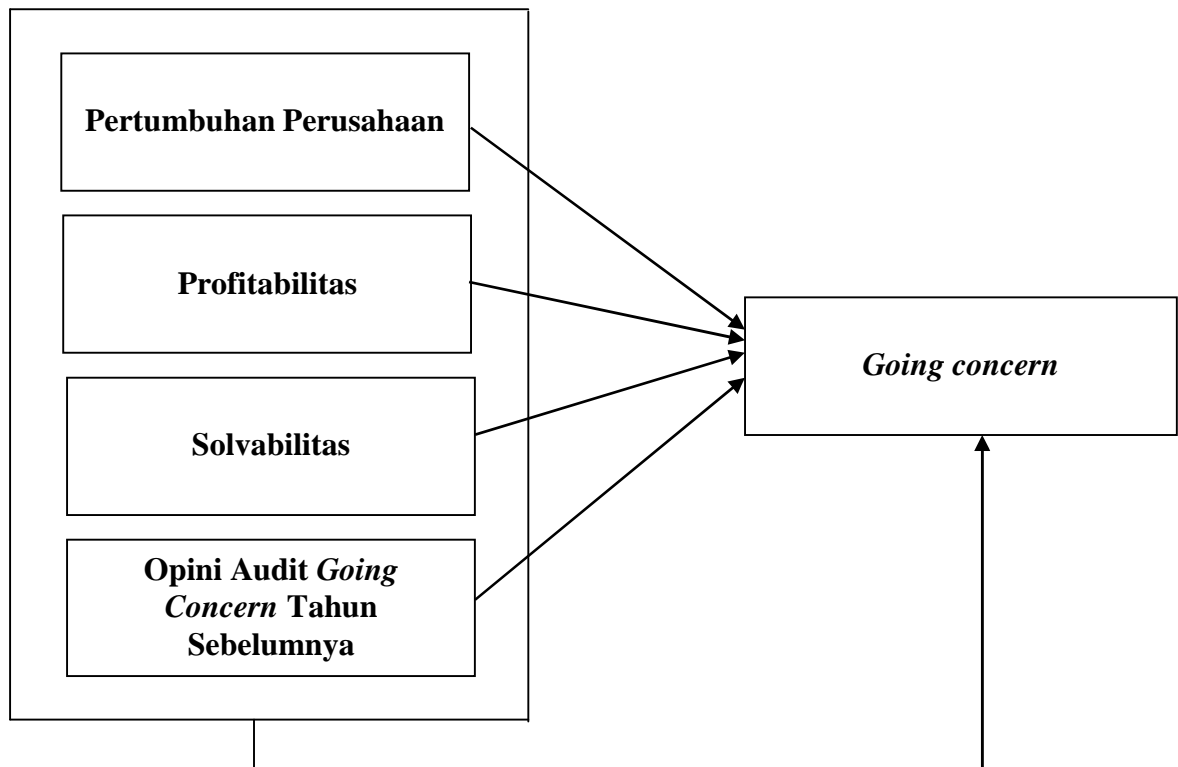 Pertumbuhan Perusahaan
Profitabilitas
Solvabilitas
Opini Audit Going
Concern Tahun
Sebelumnya
Going concern